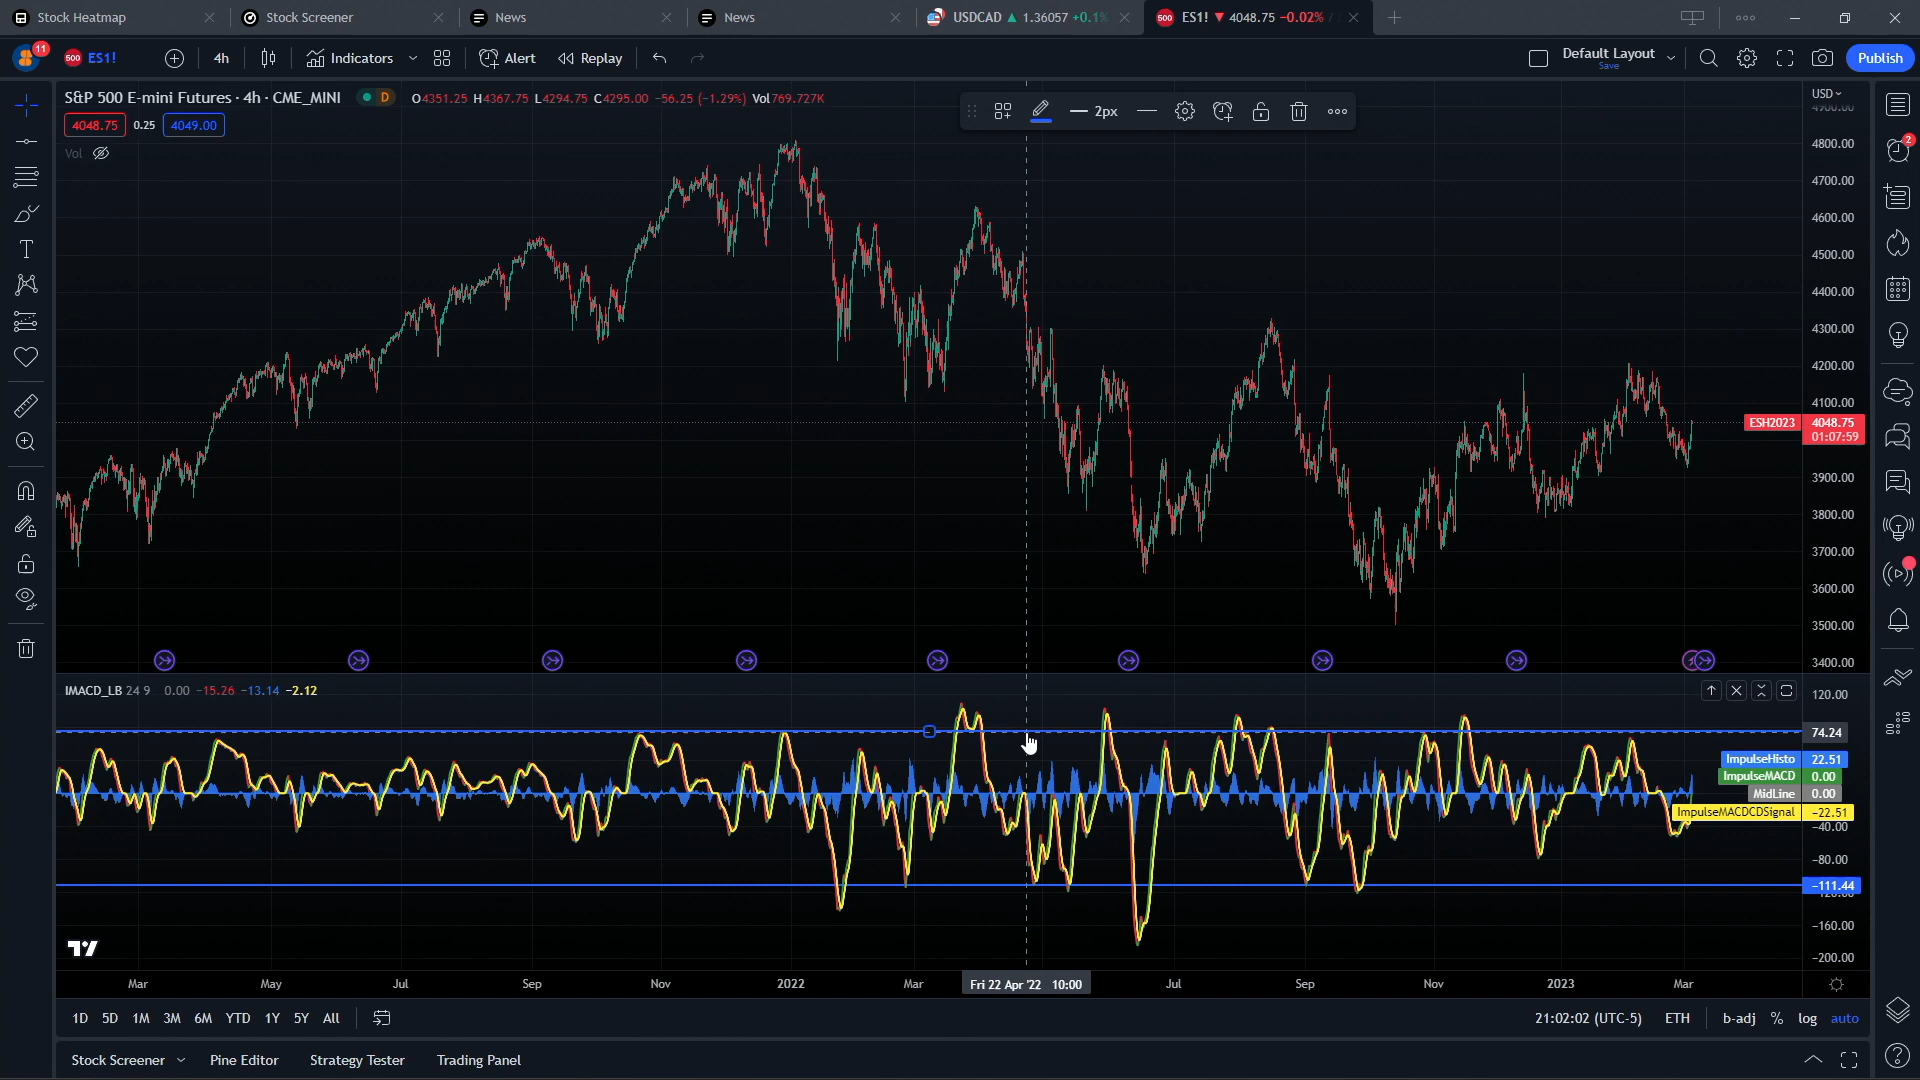 Stock Heatmap Stock Screener News News USDCAD ▲ 1.36057 +0.1% 500 ES1! ▼ 4048.75 −0.02%
11 500 ES1! 4h Indicators Alert Replay Default Layout Save Publish
S&P 500 E-mini Futures · 4h · CME_MINI D O4351.25 H4367.75 L4294.75 C4295.00 −56.25 (−1.29%) Vol769.727K
2px
USD
4048.75 0.25 4049.00
Vol
4900.00
4800.00
4700.00
4600.00
4500.00
4400.00
4300.00
4200.00
4100.00
ESH2023 4048.75
01:07:59
3900.00
3800.00
3700.00
3600.00
3500.00
3400.00
2
IMACD_LB 24 9 0.00 −15.26 −13.14 −2.12
120.00
74.24
ImpulseHisto 22.51
ImpulseMACD 0.00
MidLine 0.00
ImpulseMACDCDSignal −22.51
−40.00
−80.00
−111.44
−120.00
−160.00
−200.00
Mar May Jul Sep Nov 2022 Mar Fri 22 Apr '22 10:00 Jul Sep Nov 2023 Mar
1D 5D 1M 3M 6M YTD 1Y 5Y All 21:02:02 (UTC-5) ETH b-adj % log auto
Stock Screener Pine Editor Strategy Tester Trading Panel